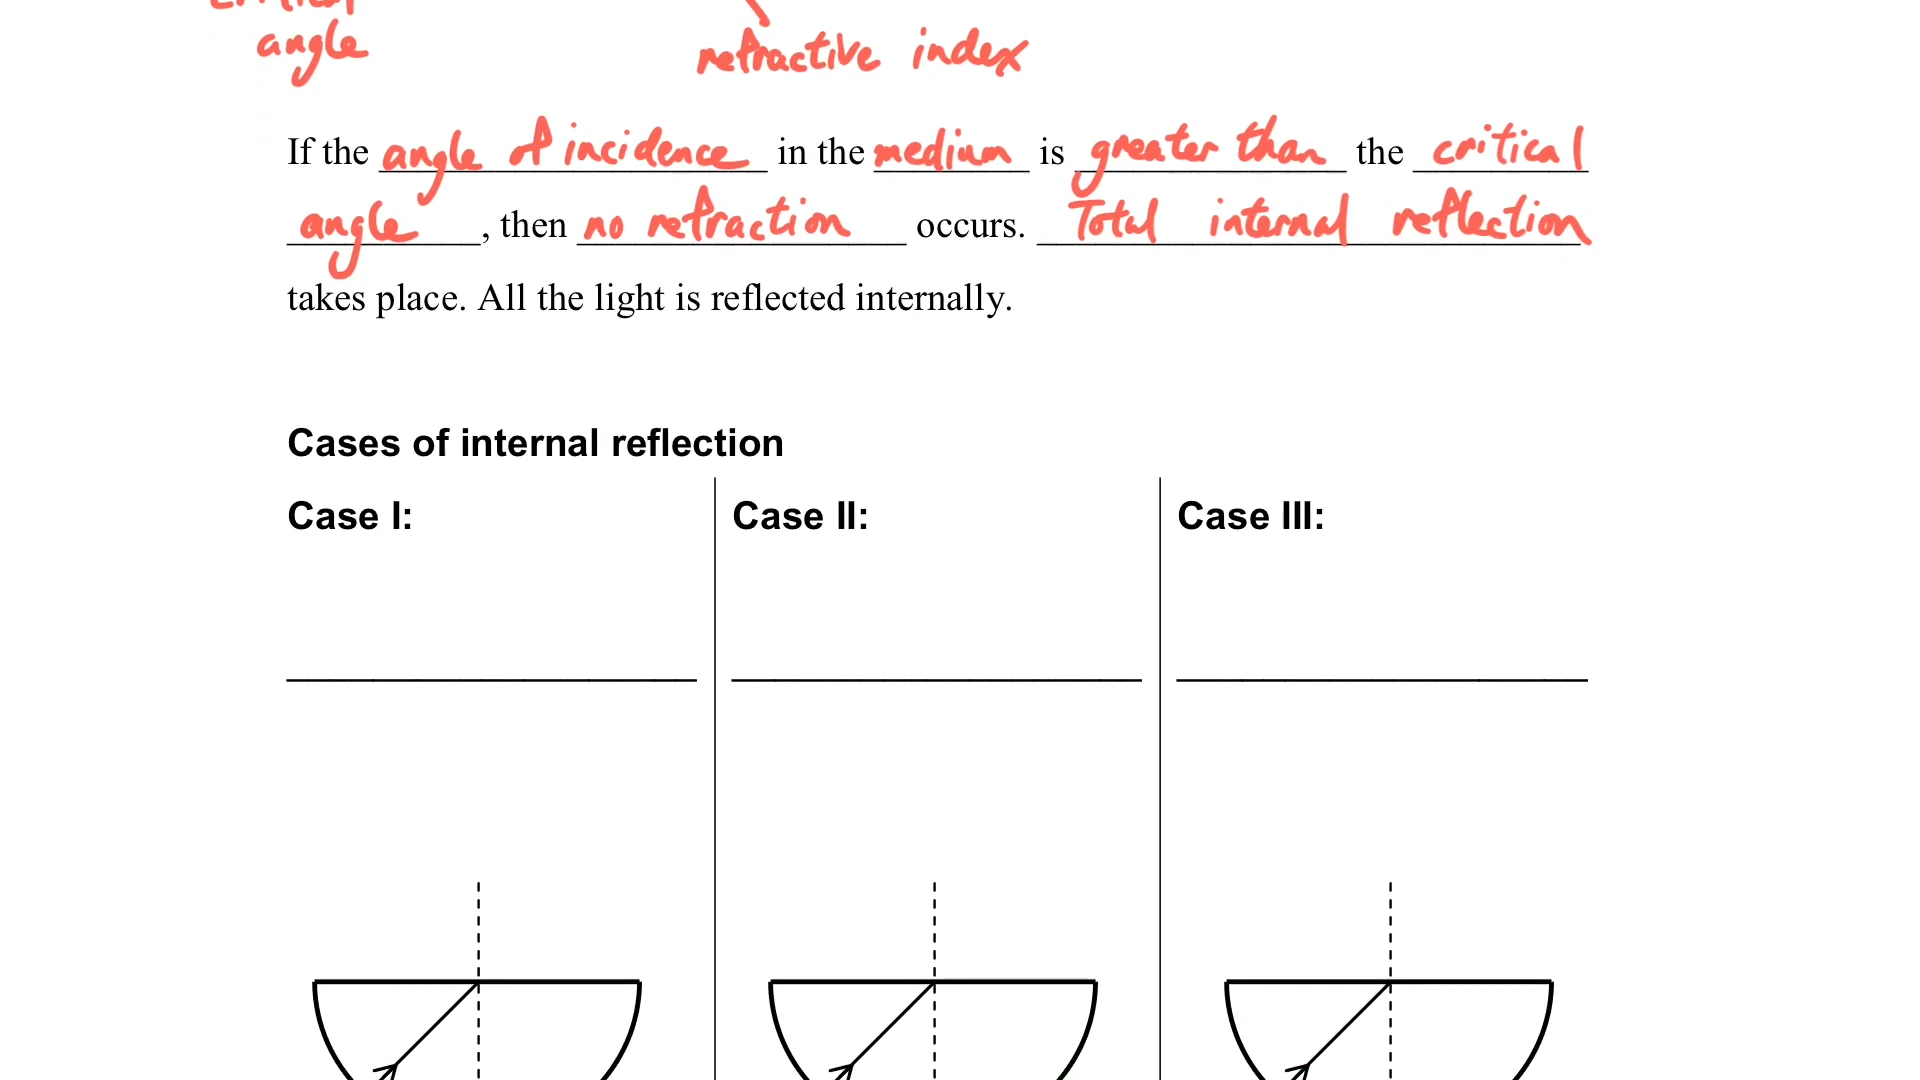 angle
refractive index
If the angle of incidence in the medium is greater than the critical
angle, then no refraction occurs. Total internal reflection
takes place. All the light is reflected internally.
Cases of internal reflection
Case I:
Case II:
Case III: